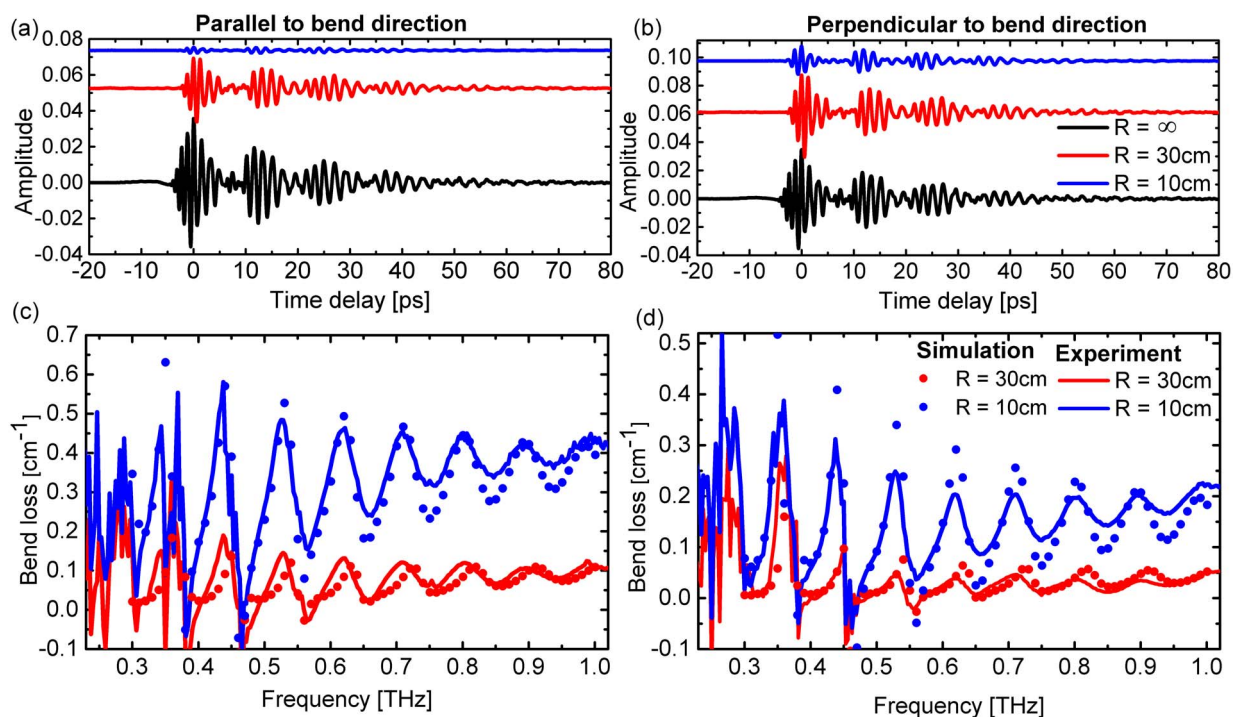 (a)
Parallel to bend direction
0.08
0.06
0.04
0.02
0.00
-0.02
-0.04
Amplitude
-20 -10 0 10 20 30 40 50 60 70 80
Time delay [ps]
(b)
Perpendicular to bend direction
0.10
0.08
0.06
0.04
0.02
0.00
-0.02
-0.04
Amplitude
R = ∞
R = 30cm
R = 10cm
-20 -10 0 10 20 30 40 50 60 70 80
Time delay [ps]
(c)
0.7
0.6
0.5
0.4
0.3
0.2
0.1
0.0
-0.1
Bend loss [cm⁻¹]
0.3 0.4 0.5 0.6 0.7 0.8 0.9 1.0
Frequency [THz]
(d)
0.5
0.4
0.3
0.2
0.1
0.0
-0.1
Bend loss [cm⁻¹]
Simulation Experiment
R = 30cm R = 30cm
R = 10cm R = 10cm
0.3 0.4 0.5 0.6 0.7 0.8 0.9 1.0
Frequency [THz]